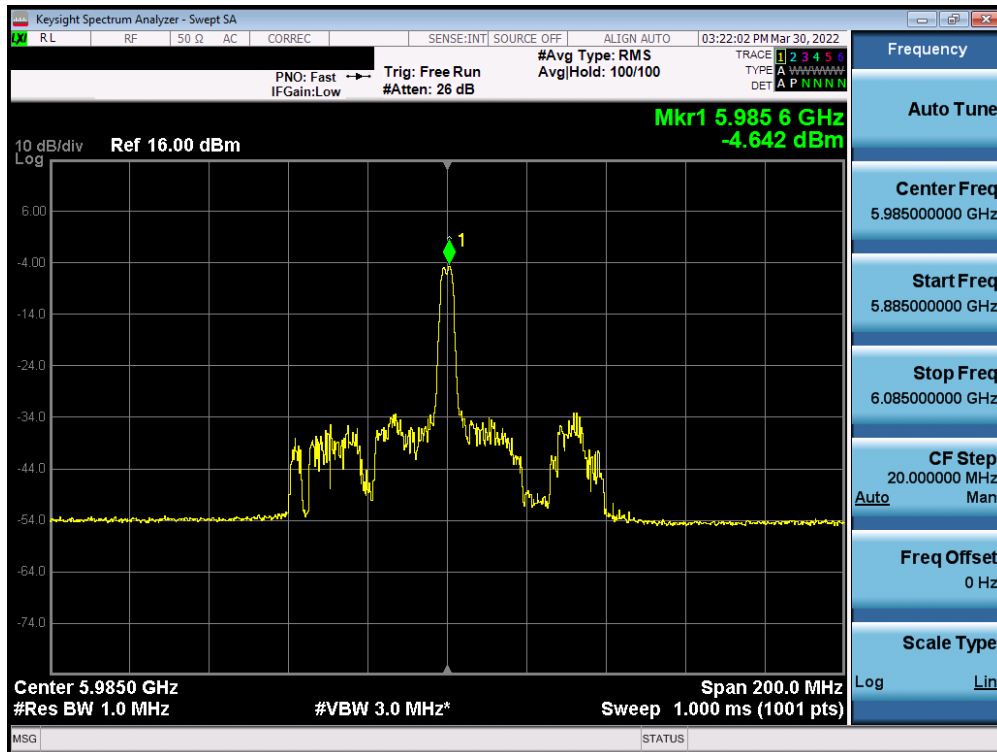 Keysight Spectrum Analyzer - Swept SA
LXI RL RF 50 Ω AC CORREC SENSE:INT SOURCE OFF ALIGN AUTO 03:22:02 PM Mar 30, 2022
PNO: Fast Trig: Free Run #Avg Type: RMS TRACE 1 2 3 4 5 6
IFGain:Low #Atten: 26 dB Avg|Hold: 100/100 TYPE A WWWWW
DET A P N N N N
Mkr1 5.985 6 GHz
-4.642 dBm
10 dB/div Ref 16.00 dBm
Log
1
6.00
-4.00
-14.0
-24.0
-34.0
-44.0
-54.0
-64.0
-74.0
Center 5.9850 GHz Span 200.0 MHz
#Res BW 1.0 MHz #VBW 3.0 MHz* Sweep 1.000 ms (1001 pts)
MSG STATUS
Frequency
Auto Tune
Center Freq
5.985000000 GHz
Start Freq
5.885000000 GHz
Stop Freq
6.085000000 GHz
CF Step
20.000000 MHz
Auto Man
Freq Offset
0 Hz
Scale Type
Log Lin